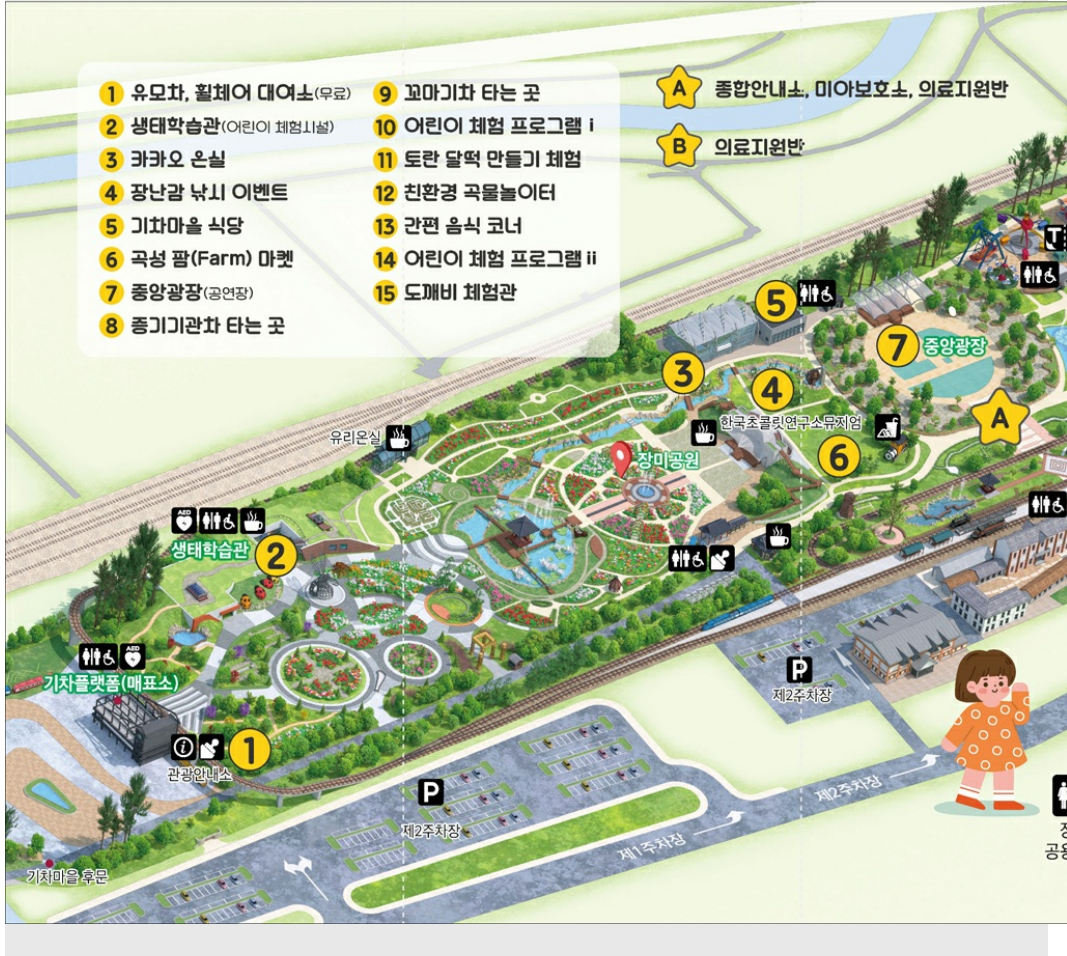 1 유모차, 휠체어 대여소(무료)
2 생태학습관(어린이 체험시설)
3 카카오 온실
4 장난감 낚시 이벤트
5 기차마을 식당
6 곡성 팜(Farm) 마켓
7 중앙광장(공연장)
8 증기기관차 타는 곳
9 꼬마기차 타는 곳
10 어린이 체험 프로그램 i
11 토란 달떡 만들기 체험
12 친환경 곡물놀이터
13 간편 음식 코너
14 어린이 체험 프로그램 ii
15 도깨비 체험관
A 종합안내소, 미아보호소, 의료지원반
B 의료지원반
5
7 중앙광장
3
4
한국초콜릿연구소뮤지엄
A
6
유리온실
장미공원
AED
생태학습관 2
AED
기차플랫폼(매표소)
P
제2주차장
i
1
관광안내소
P
제2주차장
제2주차장
제1주차장
기차마을 후문